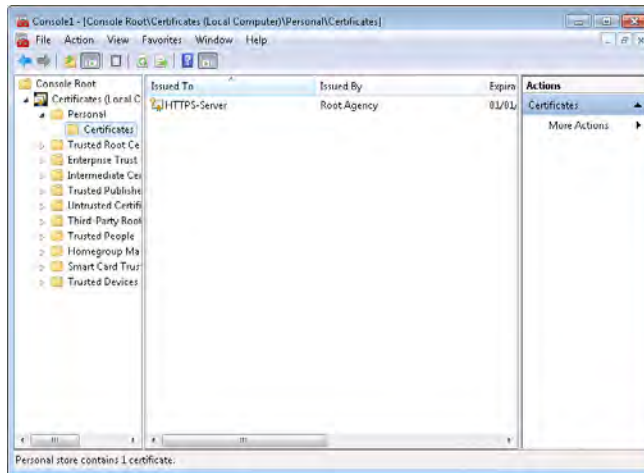 Console1 - [Console Root\Certificates (Local Computer)\Personal\Certificates]
File Action View Favorites Window Help
Console Root
Certificates (Local C
Personal
Certificates
Trusted Root Ce
Enterprise Trust
Intermediate Cer
Trusted Publishe
Untrusted Certifi
Third-Party Root
Trusted People
Homegroup Ma
Smart Card Trus
Trusted Devices
Issued To Issued By Expira
HTTPS-Server Root Agency 01/01/
Actions
Certificates
More Actions
Personal store contains 1 certificate.